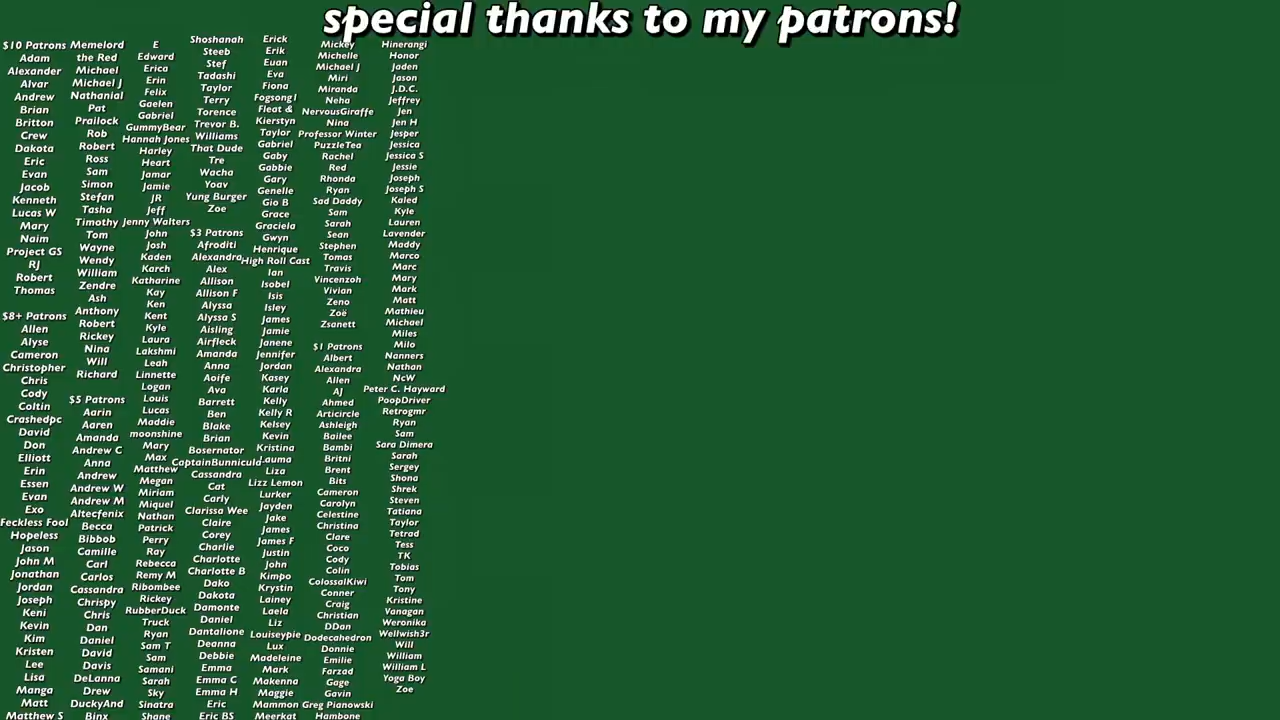 special thanks to my patrons!
$10 Patrons
Adam
Alexander
Alvar
Andrew
Brian
Britton
Crew
Dakota
Eric
Evan
Jacob
Kenneth
Lucas W
Mary
Naim
Project GS
RJ
Robert
Thomas
$8+ Patrons
Allen
Alyse
Cameron
Christopher
Chris
Cody
Coltin
Crashedpc
David
Don
Elliott
Erin
Essen
Evan
Exo
Feckless Fool
Hopeless
Jason
John M
Jonathan
Jordan
Joseph
Keni
Kevin
Kim
Kristen
Lee
Lisa
Manga
Matt
Matthew S
Memelord
the Red
Michael
Michael J
Nathanial
Pat
Prailock
Rob
Robert
Ross
Sam
Simon
Stefan
Tasha
Timothy
Tom
Wayne
Wendy
William
Zendre
Ash
Anthony
Robert
Rickey
Nina
Will
Richard
$5 Patrons
Aarin
Aaren
Amanda
Andrew C
Anna
Andrew
Andrew W
Andrew M
Altecfenix
Becca
Bibbob
Camille
Carl
Carlos
Cassandra
Chrispy
Chris
Dan
Daniel
David
Davis
DeLanna
Drew
DuckyAnd
Binx
E
Edward
Erica
Erin
Felix
Gaelen
Gabriel
GummyBear
Hannah Jones
Harley
Heart
Jamar
Jamie
JR
Jeff
Jenny Walters
John
Josh
Kaden
Karch
Katharine
Kay
Ken
Kent
Kyle
Laura
Lakshmi
Leah
Linnette
Logan
Louis
Lucas
Maddie
moonshine
Mary
Max
Matthew
Megan
Miriam
Miquel
Nathan
Patrick
Perry
Ray
Rebecca
Remy M
Ribombee
Rickey
RubberDuck
Truck
Ryan
Sam T
Sam
Samani
Sarah
Sky
Sinatra
Shane
Shoshanah
Steeb
Stef
Tadashi
Taylor
Terry
Torence
Trevor B.
Williams
That Dude
Tre
Wacha
Yoav
Yung Burger
Zoe
$3 Patrons
Afroditi
Alexandra
Alex
Allison
Allison F
Alyssa
Alyssa S
Aisling
Airfleck
Amanda
Anna
Aoife
Ava
Barrett
Ben
Blake
Brian
Bosernator
CaptainBunnicula
Cassandra
Cat
Carly
Clarissa Wee
Claire
Corey
Charlie
Charlotte
Charlotte B
Dako
Dakota
Damonte
Daniel
Dantalione
Deanna
Debbie
Emma
Emma C
Emma H
Eric
Eric BS
Erick
Erik
Euan
Eva
Fiona
Fogsong1
Fleat &
Kierstyn
Taylor
Gabriel
Gaby
Gabbie
Gary
Genelle
Gio B
Grace
Graciela
Gwyn
Henrique
High Roll Cast
Ian
Isobel
Isis
Isley
James
Jamie
Janene
Jennifer
Jordan
Kasey
Karla
Kelly
Kelly R
Kelsey
Kevin
Kristina
Lauma
Liza
Lizz Lemon
Lurker
Jayden
Jake
James
James F
Justin
John
Kimpo
Krystin
Lainey
Laela
Liz
Louiseypie
Lux
Madeleine
Mark
Makenna
Maggie
Mammon
Meerkat
Mickey
Michelle
Michael J
Miri
Miranda
Neha
NervousGiraffe
Nina
Professor Winter
PuzzleTea
Rachel
Red
Rhonda
Ryan
Sad Daddy
Sam
Sarah
Sean
Stephen
Tomas
Travis
Vincenzoh
Vivian
Zeno
Zoë
Zsanett
$1 Patrons
Albert
Alexandra
Allen
AJ
Ahmed
Articircle
Ashleigh
Bailee
Bambi
Britni
Brent
Bits
Cameron
Carolyn
Celestine
Christina
Clare
Coco
Cody
Colin
ColossalKiwi
Conner
Craig
Christian
DDan
Dodecahedron
Donnie
Emilie
Farzad
Gage
Gavin
Greg Pianowski
Hambone
Hinerangi
Honor
Jaden
Jason
J.D.C.
Jeffrey
Jen
Jen H
Jesper
Jessica
Jessica S
Jessie
Joseph
Joseph S
Kaled
Kyle
Lauren
Lavender
Maddy
Marco
Marc
Mary
Mark
Matt
Mathieu
Michael
Miles
Milo
Nanners
Nathan
NcW
Peter C. Hayward
PoopDriver
Retrogmr
Ryan
Sam
Sara Dimera
Sarah
Sergey
Shona
Shrek
Steven
Tatiana
Taylor
Tetrad
Tess
TK
Tobias
Tom
Tony
Kristine
Vanagan
Weronika
Wellwish3r
Will
William
William L
Yoga Boy
Zoe